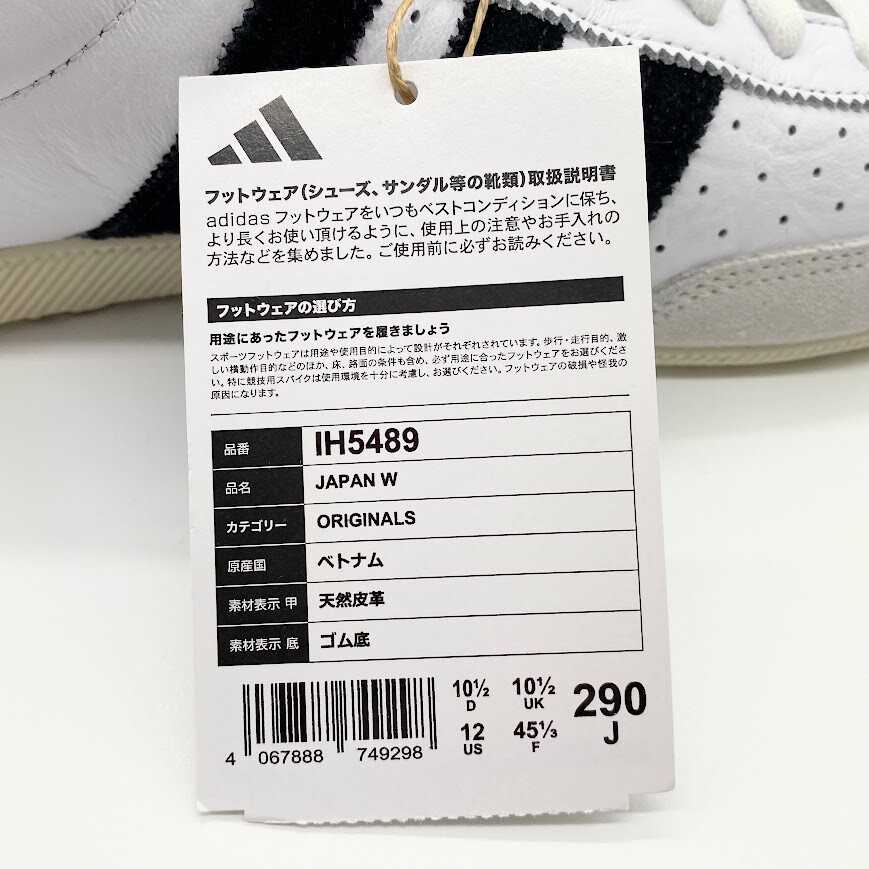 フットウェア(シューズ、サンダル等の靴類)取扱説明書
adidas フットウェアをいつもベストコンディションに保ち、
より長くお使い頂けるように、使用上の注意やお手入れの
方法などを集めました。ご使用前に必ずお読みください。
フットウェアの選び方
用途にあったフットウェアを履きましょう
スポーツフットウェアは用途や使用目的によって設計がそれぞれされています。歩行・走行目的、激
しい横動作目的などのほか、床、路面の条件も含め、必ず用途に合ったフットウェアをお選びくださ
い。特に競技用スパイクは使用環境を十分に考慮し、お選びください。フットウェアの破損や怪我の
原因になります。
品番 IH5489
品名 JAPAN W
カテゴリー ORIGINALS
原産国 ベトナム
素材表示 甲 天然皮革
素材表示 底 ゴム底
10½ 10½ 290
D UK J
12 45⅓
US F
4 067888 749298